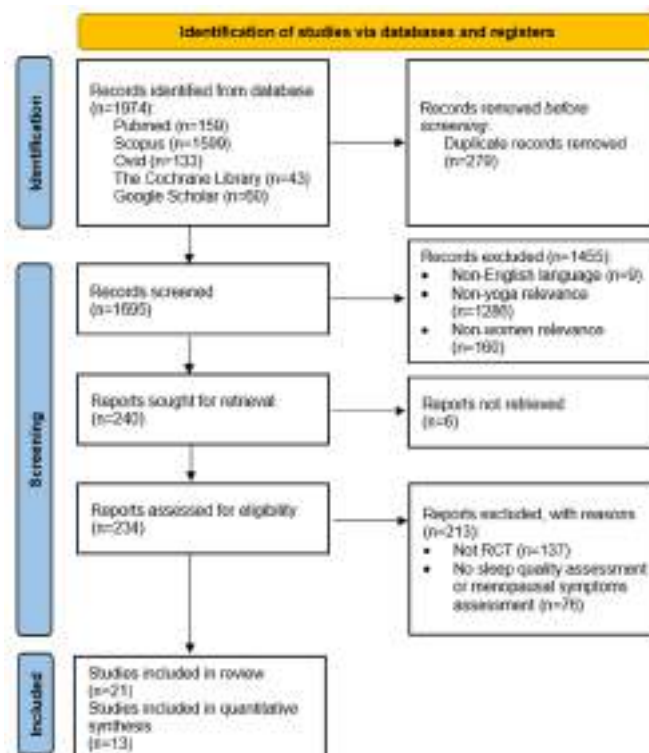 Identification of studies via databases and registers
Identification
Records identified from database
(n=1974):
Pubmed (n=159)
Scopus
Ovid (n=133)
The Cochrane Library (n=43)
Google Scholar (n=60)
Records removed before
screening:
Duplicate records removed
(n=279)
Screening
Records screened
(n=1695)
Records excluded (n=1455):
• Non-English language (n=9)
• Non-yoga relevance
(n=1286)
• Non-women relevance
(n=160)
Reports sought for retrieval
(n=240)
Reports not retrieved
(n=6)
Reports assessed for eligibility
(n=234)
Reports excluded, with reasons
(n=213):
• Not RCT (n=137)
• No sleep quality assessment
or menopausal symptoms
assessment (n=76)
Included
Studies included in review
(n=21)
Studies included in quantitative
synthesis
(n=13)